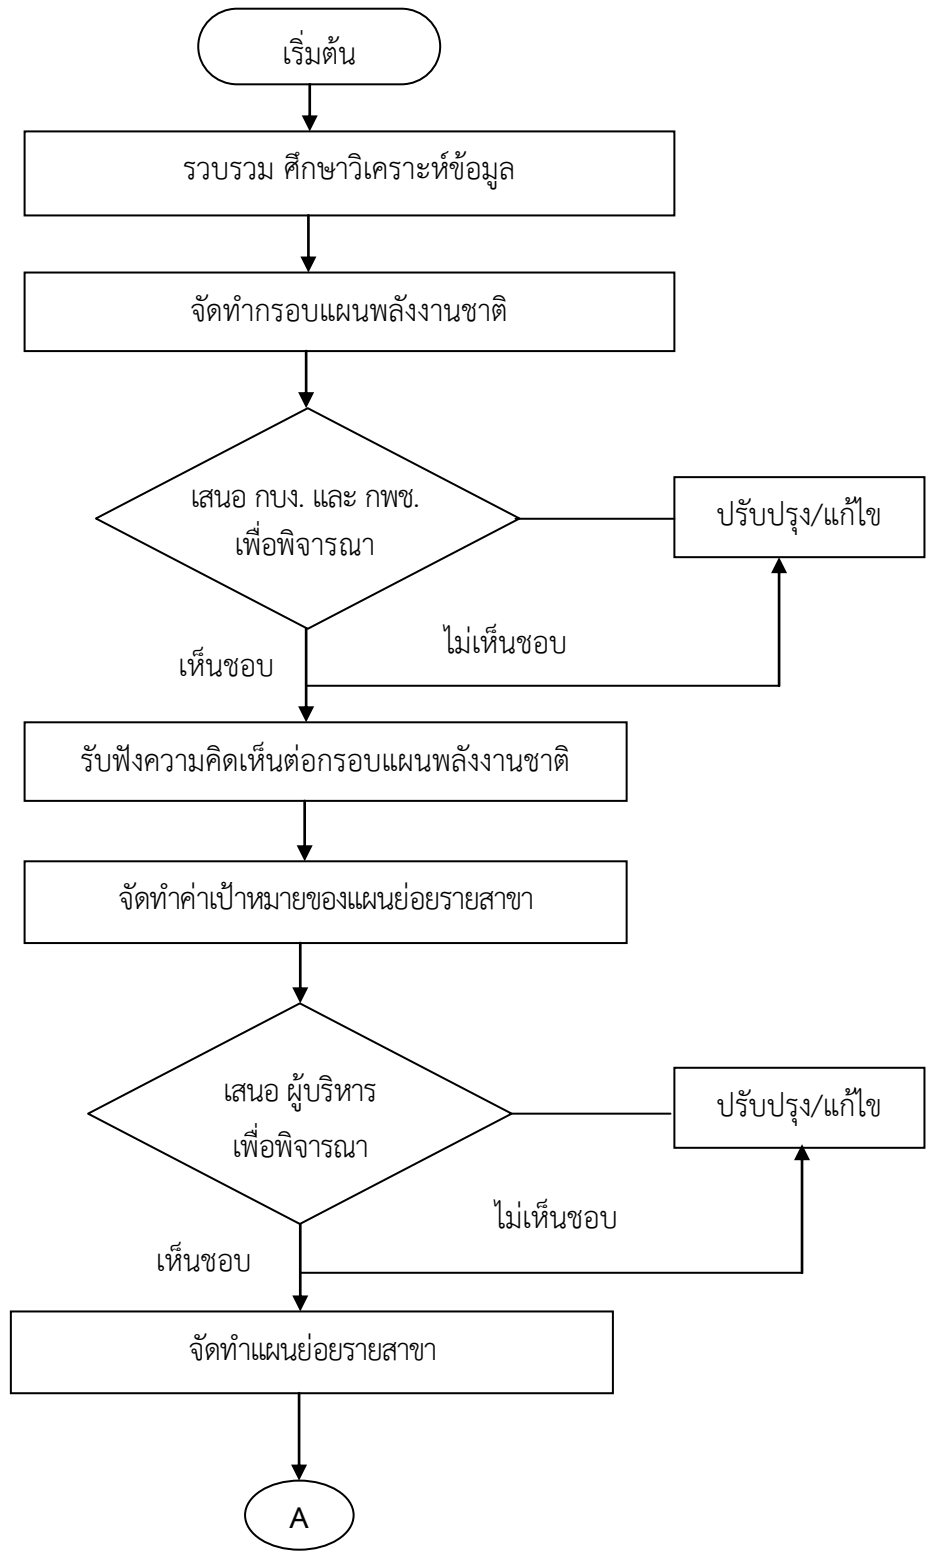 เริ่มต้น
รวบรวม ศึกษาวิเคราะห์ข้อมูล
จัดทำกรอบแผนพลังงานชาติ
เสนอ กบง. และ กพช.
เพื่อพิจารณา
ปรับปรุง/แก้ไข
ไม่เห็นชอบ
เห็นชอบ
รับฟังความคิดเห็นต่อกรอบแผนพลังงานชาติ
จัดทำค่าเป้าหมายของแผนย่อยรายสาขา
เสนอ ผู้บริหาร
เพื่อพิจารณา
ปรับปรุง/แก้ไข
ไม่เห็นชอบ
เห็นชอบ
จัดทำแผนย่อยรายสาขา
A